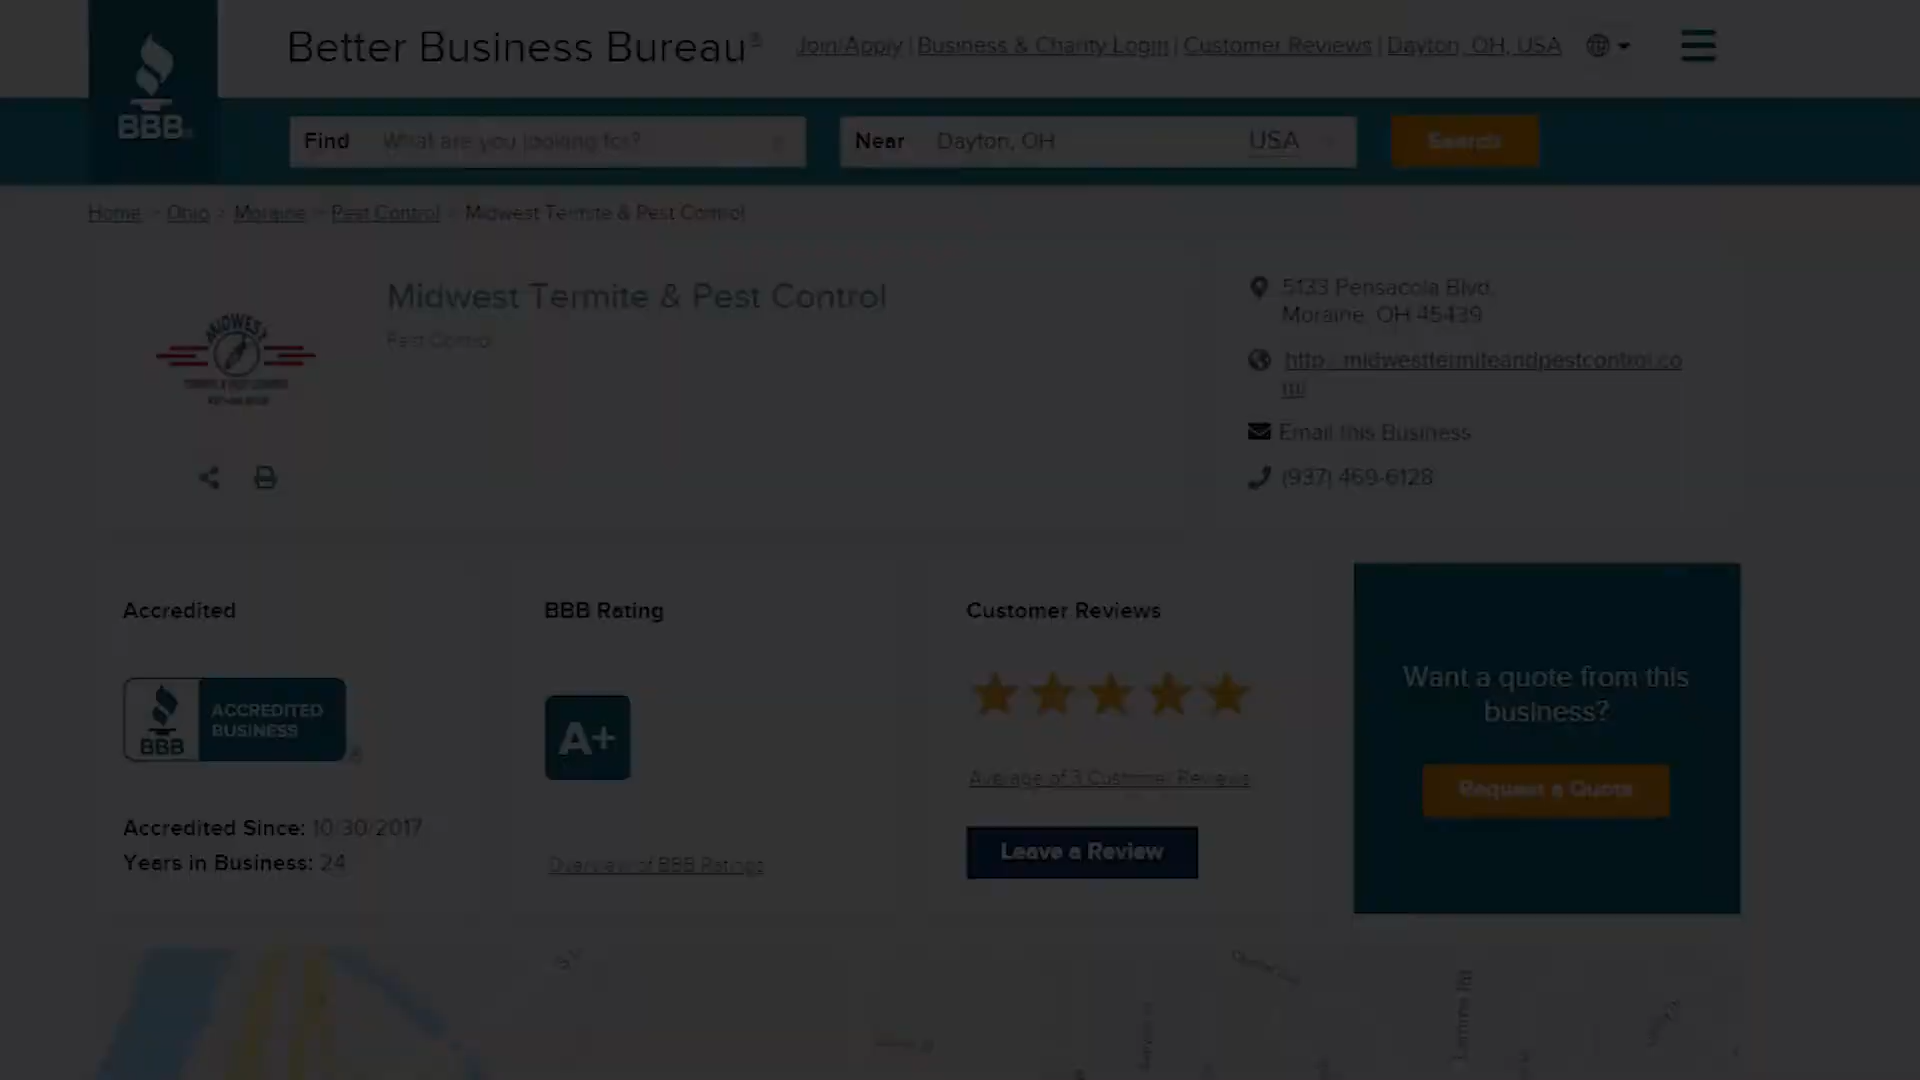 Better Business Bureau®
Join/Apply | Business & Charity Login | Customer Reviews | Dayton, OH, USA
BBB
Find What are you looking for?
Near Dayton, OH USA
Search
Home > Ohio > Moraine > Pest Control > Midwest Termite & Pest Control
Midwest Termite & Pest Control
Pest Control
MIDWEST
5133 Pensacola Blvd.
Moraine, OH 45439
http://midwesttermiteandpestcontrol.co
m/
Email this Business
(937) 469-6128
Accredited
BBB Rating
Customer Reviews
Want a quote from this
business?
ACCREDITED
BUSINESS
BBB
A+
Average of 3 Customer Reviews
Request a Quote
Accredited Since: 10/30/2017
Years in Business: 24
Overview of BBB Ratings
Leave a Review